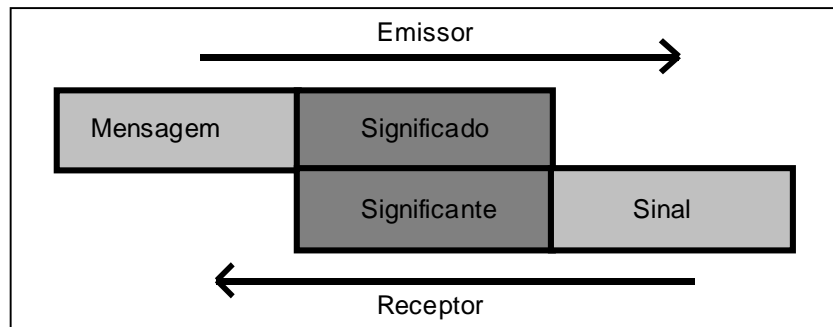 Emissor
Mensagem Significado
Significante Sinal
Receptor